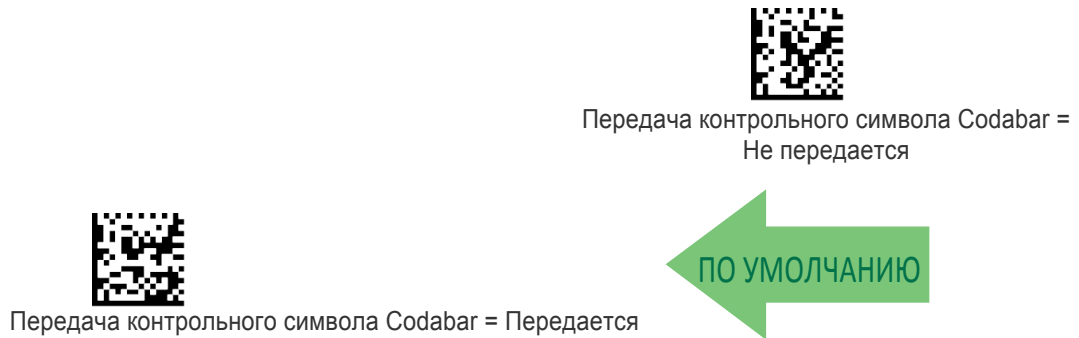 Передача контрольного символа Codabar =
Не передается
ПО УМОЛЧАНИЮ
Передача контрольного символа Codabar = Передается